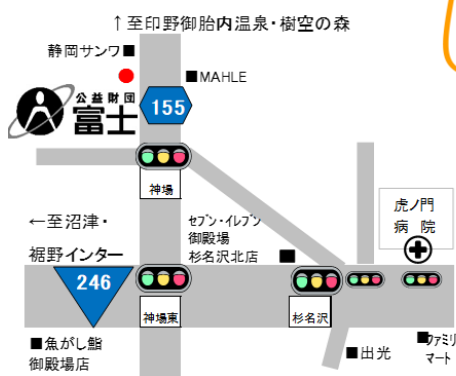 ↑至印野御胎内温泉・樹空の森
静岡サンワ■
■MAHLE
公益財団
富士
155
神場
←至沼津・
裾野インター
セブン・イレブン
御殿場
杉名沢北店
虎ノ門
病 院
246
神場東
杉名沢
■魚がし鮨
御殿場店
■出光
■ファミリ
マート